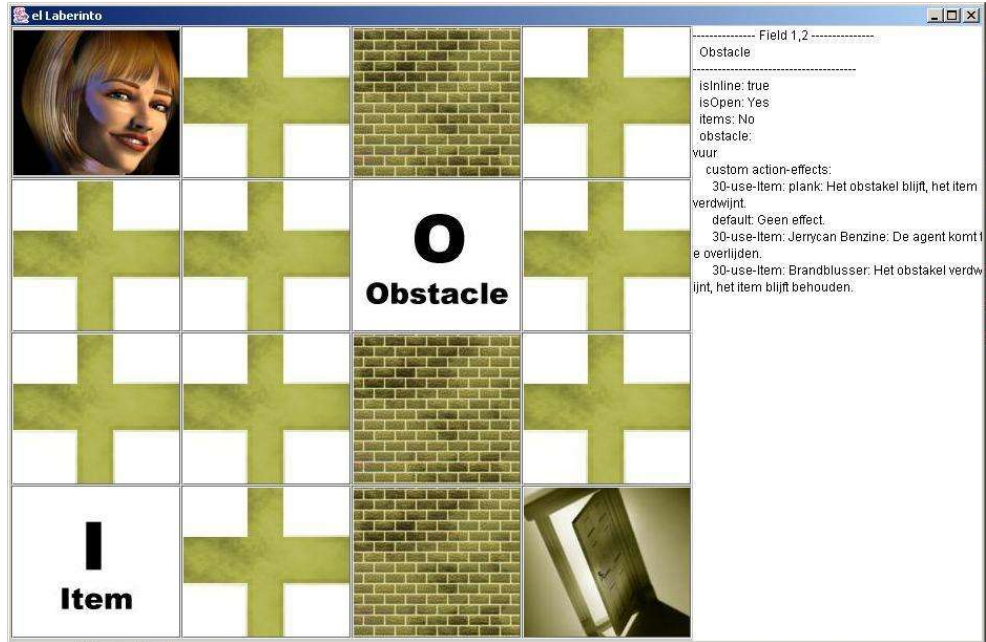 el Laberinto
--------------- Field 1,2 ---------------
Obstacle
---------------------------------------
isInline: true
isOpen: Yes
items: No
obstacle:
vuur
custom action-effects:
30-use-Item: plank: Het obstakel blijft, het item
verdwijnt.
default: Geen effect.
30-use-Item: Jerrycan Benzine: De agent komt t
e overlijden.
30-use-Item: Brandblusser: Het obstakel verdw
ijnt, het item blijft behouden.
O
Obstacle
I
Item